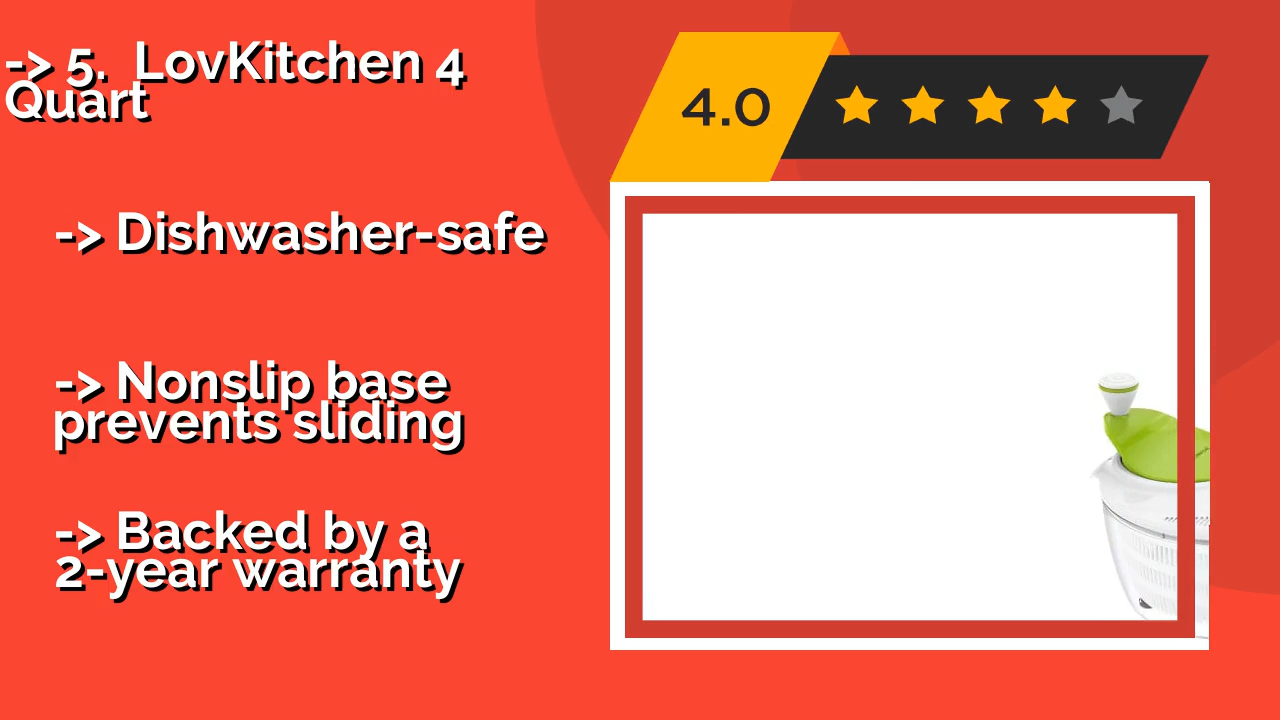 -> 5. LovKitchen 4
Quart
4.0
-> Dishwasher-safe
-> Nonslip base
prevents sliding
-> Backed by a
2-year warranty